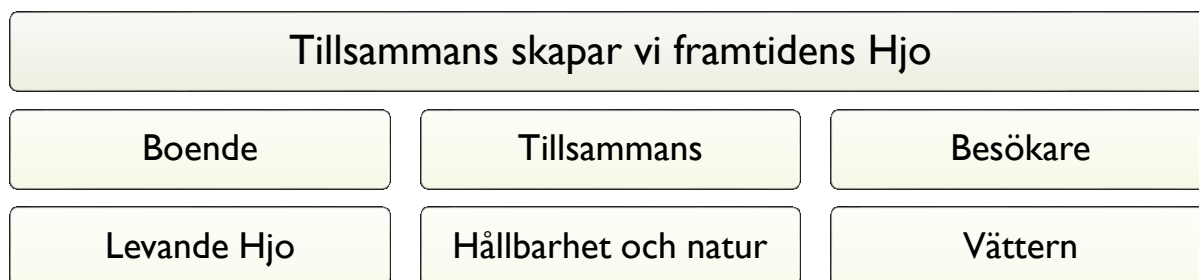 Tillsammans skapar vi framtidens Hjo
Boende
Tillsammans
Besökare
Levande Hjo
Hållbarhet och natur
Vättern